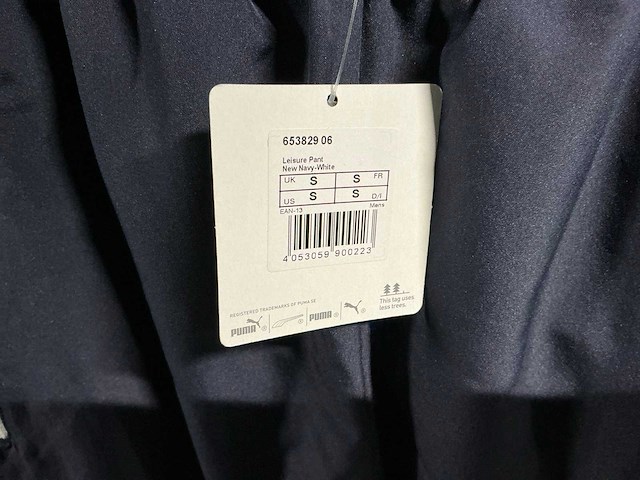 653829 06
Leisure Pant
New Navy-White
UK S S FR
US S S D/I
EAN-13 Mens
4 053059 900223
This tag uses
less trees.
REGISTERED TRADEMARKS OF PUMA SE
PUMA ® ® PUMA ® ®